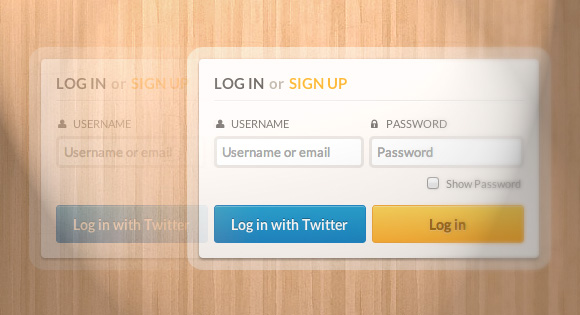 LOG IN or SIGN UP
USERNAME
Username or email
Log in with Twitter
LOG IN or SIGN UP
USERNAME
PASSWORD
Username or email
Password
Show Password
Log in with Twitter
Log in